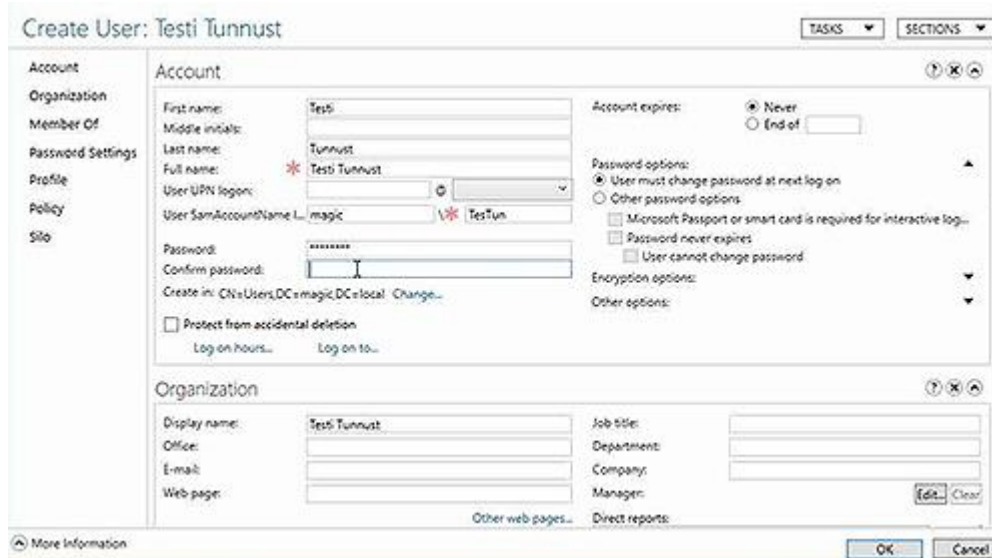 Create User: Testi Tunnust
TASKS
SECTIONS
Account
Organization
Member Of
Password Settings
Profile
Policy
Silo
Account
First name: Testi
Middle initials:
Last name: Tunnust
Full name: * Testi Tunnust
User UPN logon: @
User SamAccountName l... magic \ * TesTun
Password: ••••••••
Confirm password:
Create in: CN=Users,DC=magic,DC=local Change...
Protect from accidental deletion
Log on hours... Log on to...
Account expires: Never
End of
Password options:
User must change password at next log on
Other password options
Microsoft Passport or smart card is required for interactive log...
Password never expires
User cannot change password
Encryption options:
Other options:
Organization
Display name: Testi Tunnust
Office:
E-mail:
Web page:
Other web pages...
Job title:
Department:
Company:
Manager: Edit... Clear
Direct reports:
More Information
OK Cancel